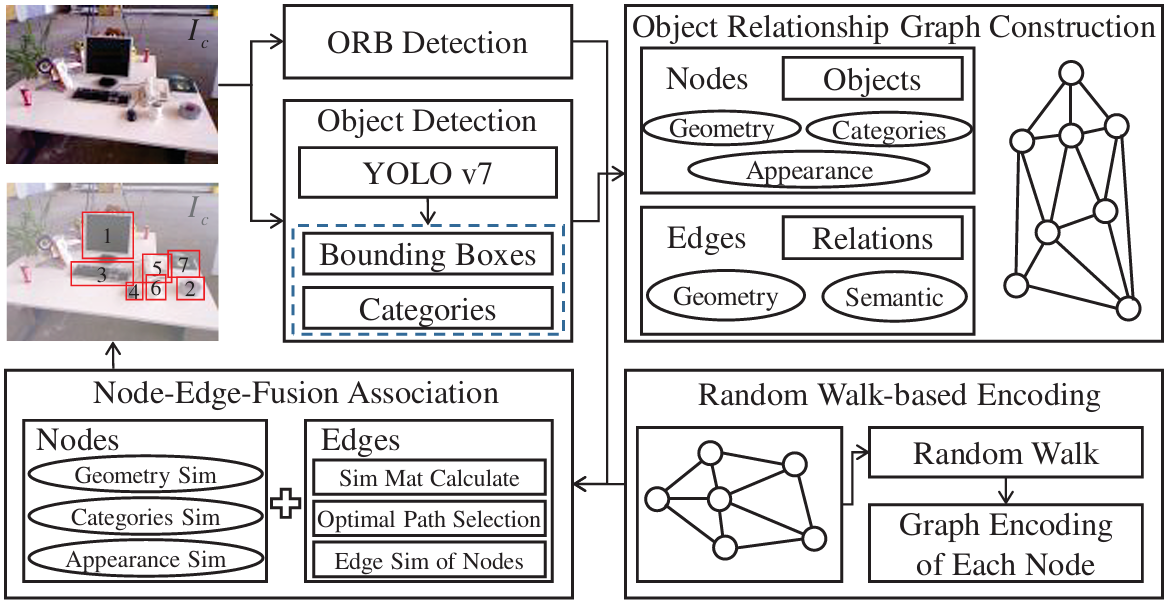 I_c
ORB Detection
Object Detection
YOLO v7
Bounding Boxes
Categories
Object Relationship Graph Construction
Nodes
Objects
Geometry
Categories
Appearance
Edges
Relations
Geometry
Semantic
I_c
1
3
5
7
4
6
2
Node-Edge-Fusion Association
Nodes
Geometry Sim
Categories Sim
Appearance Sim
Edges
Sim Mat Calculate
Optimal Path Selection
Edge Sim of Nodes
Random Walk-based Encoding
Random Walk
Graph Encoding
of Each Node